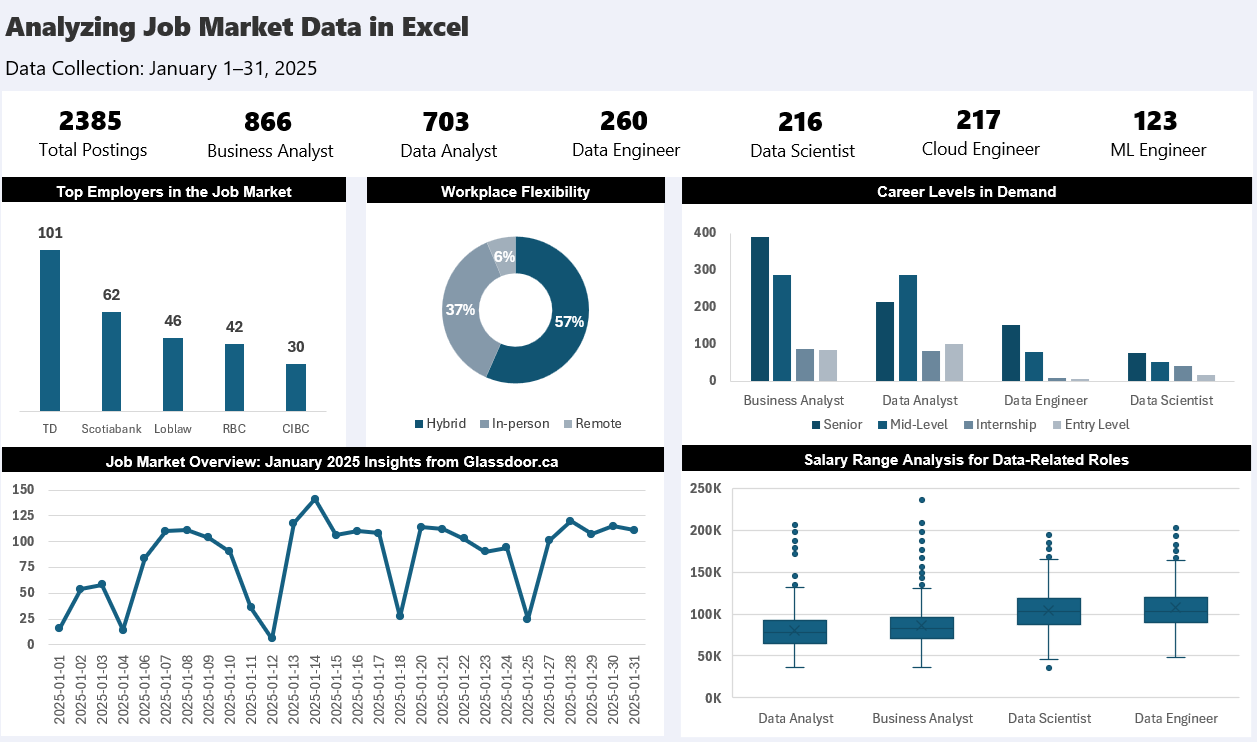 Analyzing Job Market Data in Excel
Data Collection: January 1–31, 2025
2385 866 703 260 216 217 123
Total Postings Business Analyst Data Analyst Data Engineer Data Scientist Cloud Engineer ML Engineer
Top Employers in the Job Market
101
62
46
42
30
TD Scotiabank Loblaw RBC CIBC
Workplace Flexibility
6%
37%
57%
Hybrid In-person Remote
Career Levels in Demand
400
300
200
100
0
Business Analyst Data Analyst Data Engineer Data Scientist
Senior Mid-Level Internship Entry Level
Job Market Overview: January 2025 Insights from Glassdoor.ca
150
125
100
75
50
25
0
2025-01-01
2025-01-02
2025-01-03
2025-01-04
2025-01-06
2025-01-07
2025-01-08
2025-01-09
2025-01-10
2025-01-11
2025-01-12
2025-01-13
2025-01-14
2025-01-15
2025-01-16
2025-01-17
2025-01-18
2025-01-20
2025-01-21
2025-01-22
2025-01-23
2025-01-24
2025-01-25
2025-01-27
2025-01-28
2025-01-29
2025-01-30
2025-01-31
Salary Range Analysis for Data-Related Roles
250K
200K
150K
100K
50K
0K
Data Analyst Business Analyst Data Scientist Data Engineer